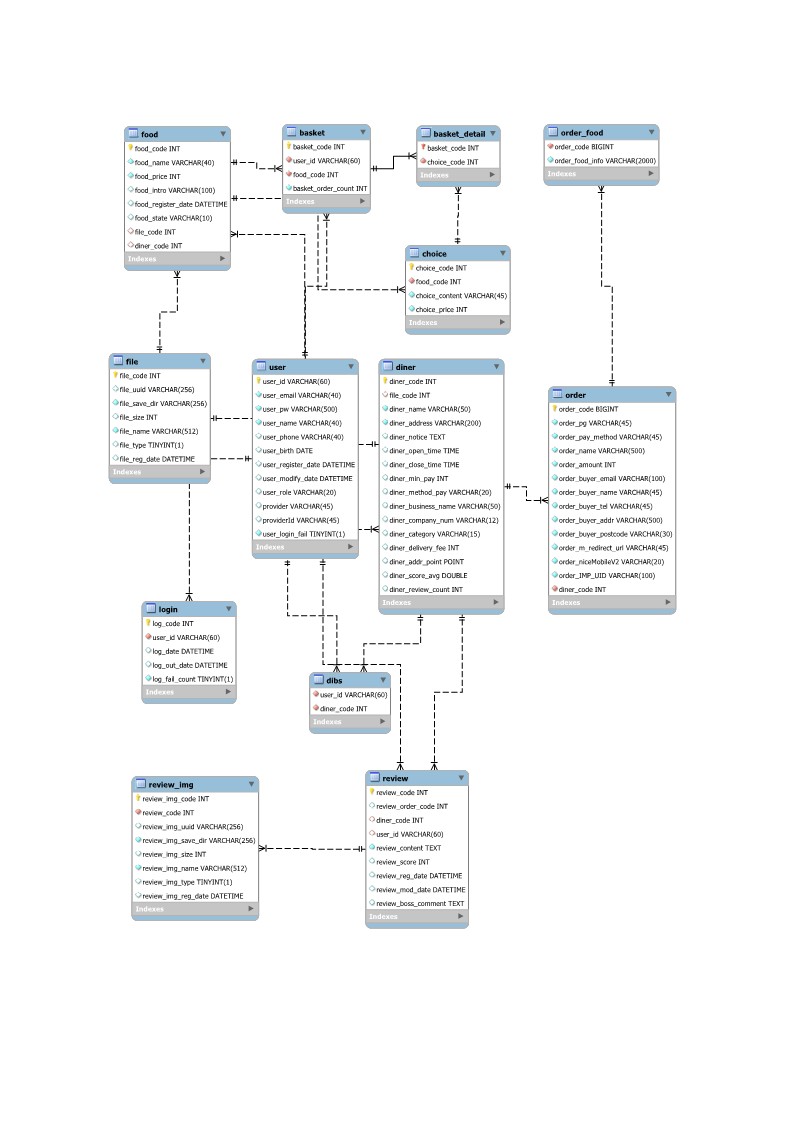 food
food_code INT
food_name VARCHAR(40)
food_price INT
food_intro VARCHAR(100)
food_register_date DATETIME
food_state VARCHAR(10)
file_code INT
diner_code INT
Indexes
basket
basket_code INT
user_id VARCHAR(60)
food_code INT
basket_order_count INT
Indexes
basket_detail
basket_code INT
choice_code INT
Indexes
order_food
order_code BIGINT
order_food_info VARCHAR(2000)
Indexes
choice
choice_code INT
food_code INT
choice_content VARCHAR(45)
choice_price INT
Indexes
file
file_code INT
file_uuid VARCHAR(256)
file_save_dir VARCHAR(256)
file_size INT
file_name VARCHAR(512)
file_type TINYINT(1)
file_reg_date DATETIME
Indexes
user
user_id VARCHAR(60)
user_email VARCHAR(40)
user_pw VARCHAR(500)
user_name VARCHAR(40)
user_phone VARCHAR(40)
user_birth DATE
user_register_date DATETIME
user_modify_date DATETIME
user_role VARCHAR(20)
provider VARCHAR(45)
providerId VARCHAR(45)
user_login_fail TINYINT(1)
Indexes
diner
diner_code INT
file_code INT
diner_name VARCHAR(50)
diner_address VARCHAR(200)
diner_notice TEXT
diner_open_time TIME
diner_close_time TIME
diner_min_pay INT
diner_method_pay VARCHAR(20)
diner_business_name VARCHAR(50)
diner_company_num VARCHAR(12)
diner_category VARCHAR(15)
diner_delivery_fee INT
diner_addr_point POINT
diner_score_avg DOUBLE
diner_review_count INT
Indexes
order
order_code BIGINT
order_pg VARCHAR(45)
order_pay_method VARCHAR(45)
order_name VARCHAR(500)
order_amount INT
order_buyer_email VARCHAR(100)
order_buyer_name VARCHAR(45)
order_buyer_tel VARCHAR(45)
order_buyer_addr VARCHAR(500)
order_buyer_postcode VARCHAR(30)
order_m_redirect_url VARCHAR(45)
order_niceMobileV2 VARCHAR(20)
order_IMP_UID VARCHAR(100)
diner_code INT
Indexes
login
log_code INT
user_id VARCHAR(60)
log_date DATETIME
log_out_date DATETIME
log_fail_count TINYINT(1)
Indexes
dibs
user_id VARCHAR(60)
diner_code INT
Indexes
review_img
review_img_code INT
review_code INT
review_img_uuid VARCHAR(256)
review_img_save_dir VARCHAR(256)
review_img_size INT
review_img_name VARCHAR(512)
review_img_type TINYINT(1)
review_img_reg_date DATETIME
Indexes
review
review_code INT
review_order_code INT
diner_code INT
user_id VARCHAR(60)
review_content TEXT
review_score INT
review_reg_date DATETIME
review_mod_date DATETIME
review_boss_comment TEXT
Indexes